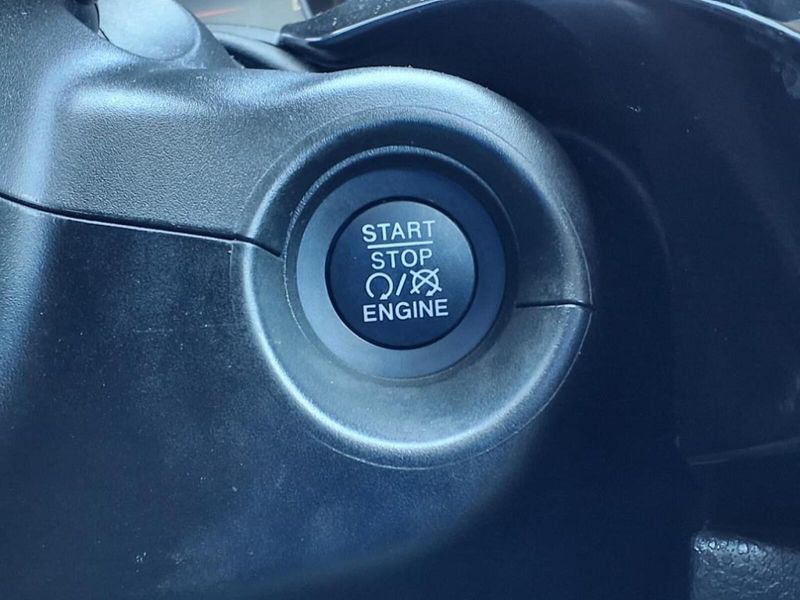 START
STOP
/
ENGINE